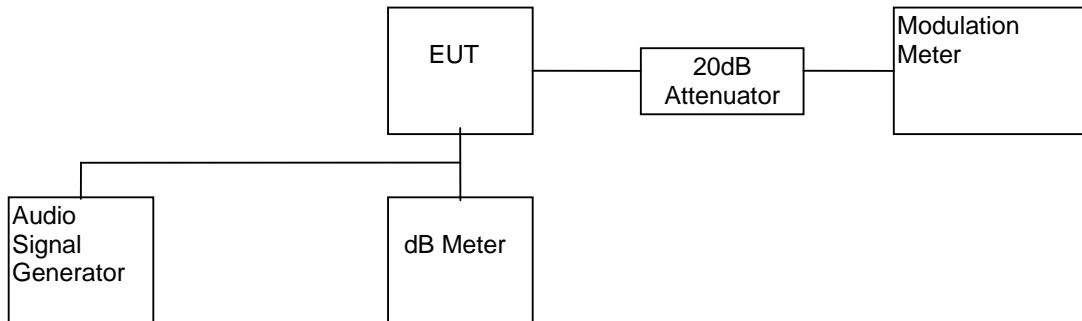 EUT
20dB
Attenuator
Modulation
Meter
Audio
Signal
Generator
dB Meter